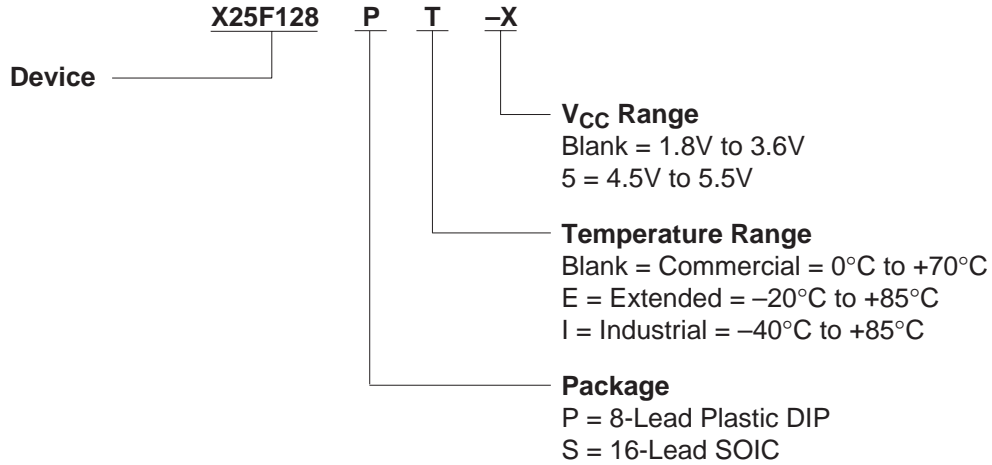 X25F128 P T –X
Device
VCC Range
Blank = 1.8V to 3.6V
5 = 4.5V to 5.5V
Temperature Range
Blank = Commercial = 0°C to +70°C
E = Extended = –20°C to +85°C
I = Industrial = –40°C to +85°C
Package
P = 8-Lead Plastic DIP
S = 16-Lead SOIC